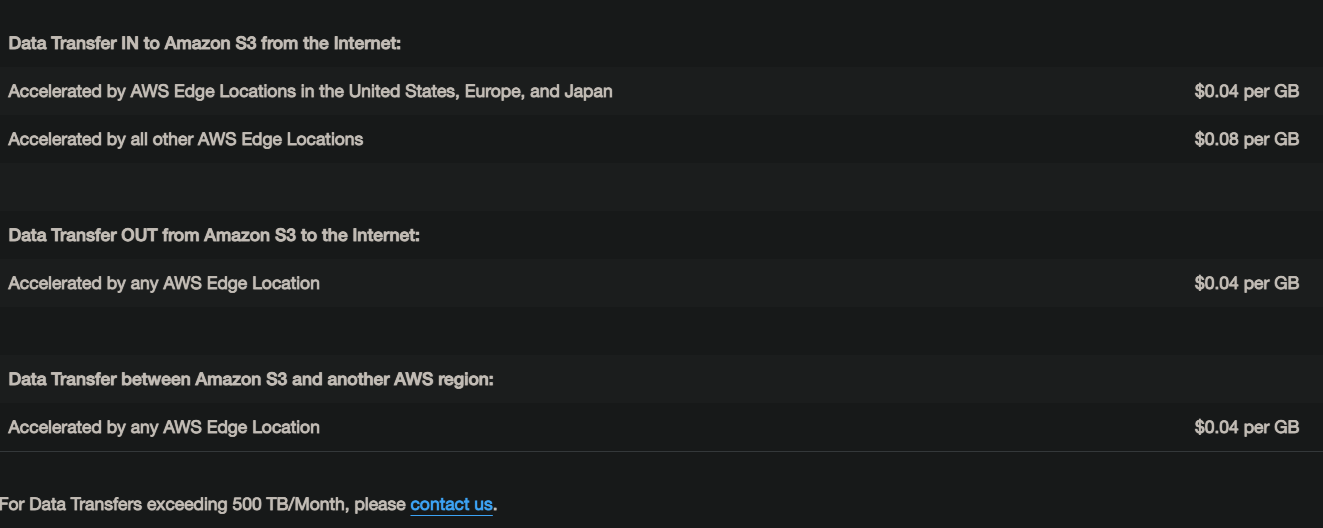 Data Transfer IN to Amazon S3 from the Internet:
Accelerated by AWS Edge Locations in the United States, Europe, and Japan $0.04 per GB
Accelerated by all other AWS Edge Locations $0.08 per GB
Data Transfer OUT from Amazon S3 to the Internet:
Accelerated by any AWS Edge Location $0.04 per GB
Data Transfer between Amazon S3 and another AWS region:
Accelerated by any AWS Edge Location $0.04 per GB
For Data Transfers exceeding 500 TB/Month, please contact us.